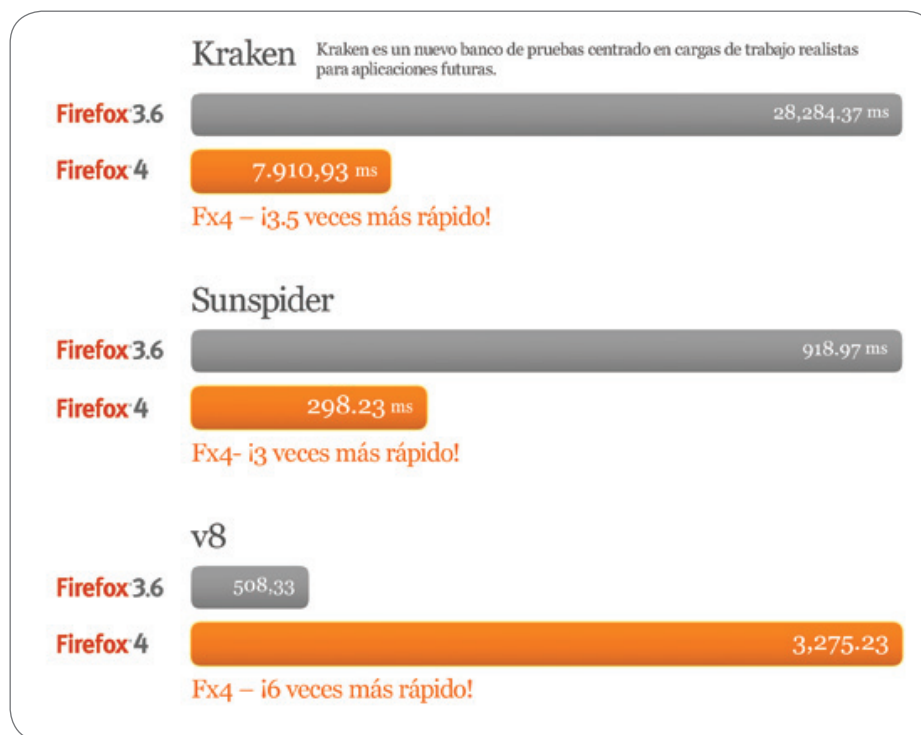 Kraken
Kraken es un nuevo banco de pruebas centrado en cargas de trabajo realistas
para aplicaciones futuras.
Firefox 3.6
28,284.37 ms
Firefox 4
7.910,93 ms
Fx4 – ¡3.5 veces más rápido!
Sunspider
Firefox 3.6
918.97 ms
Firefox 4
298.23 ms
Fx4- ¡3 veces más rápido!
v8
Firefox 3.6
508,33
Firefox 4
3,275.23
Fx4 – ¡6 veces más rápido!